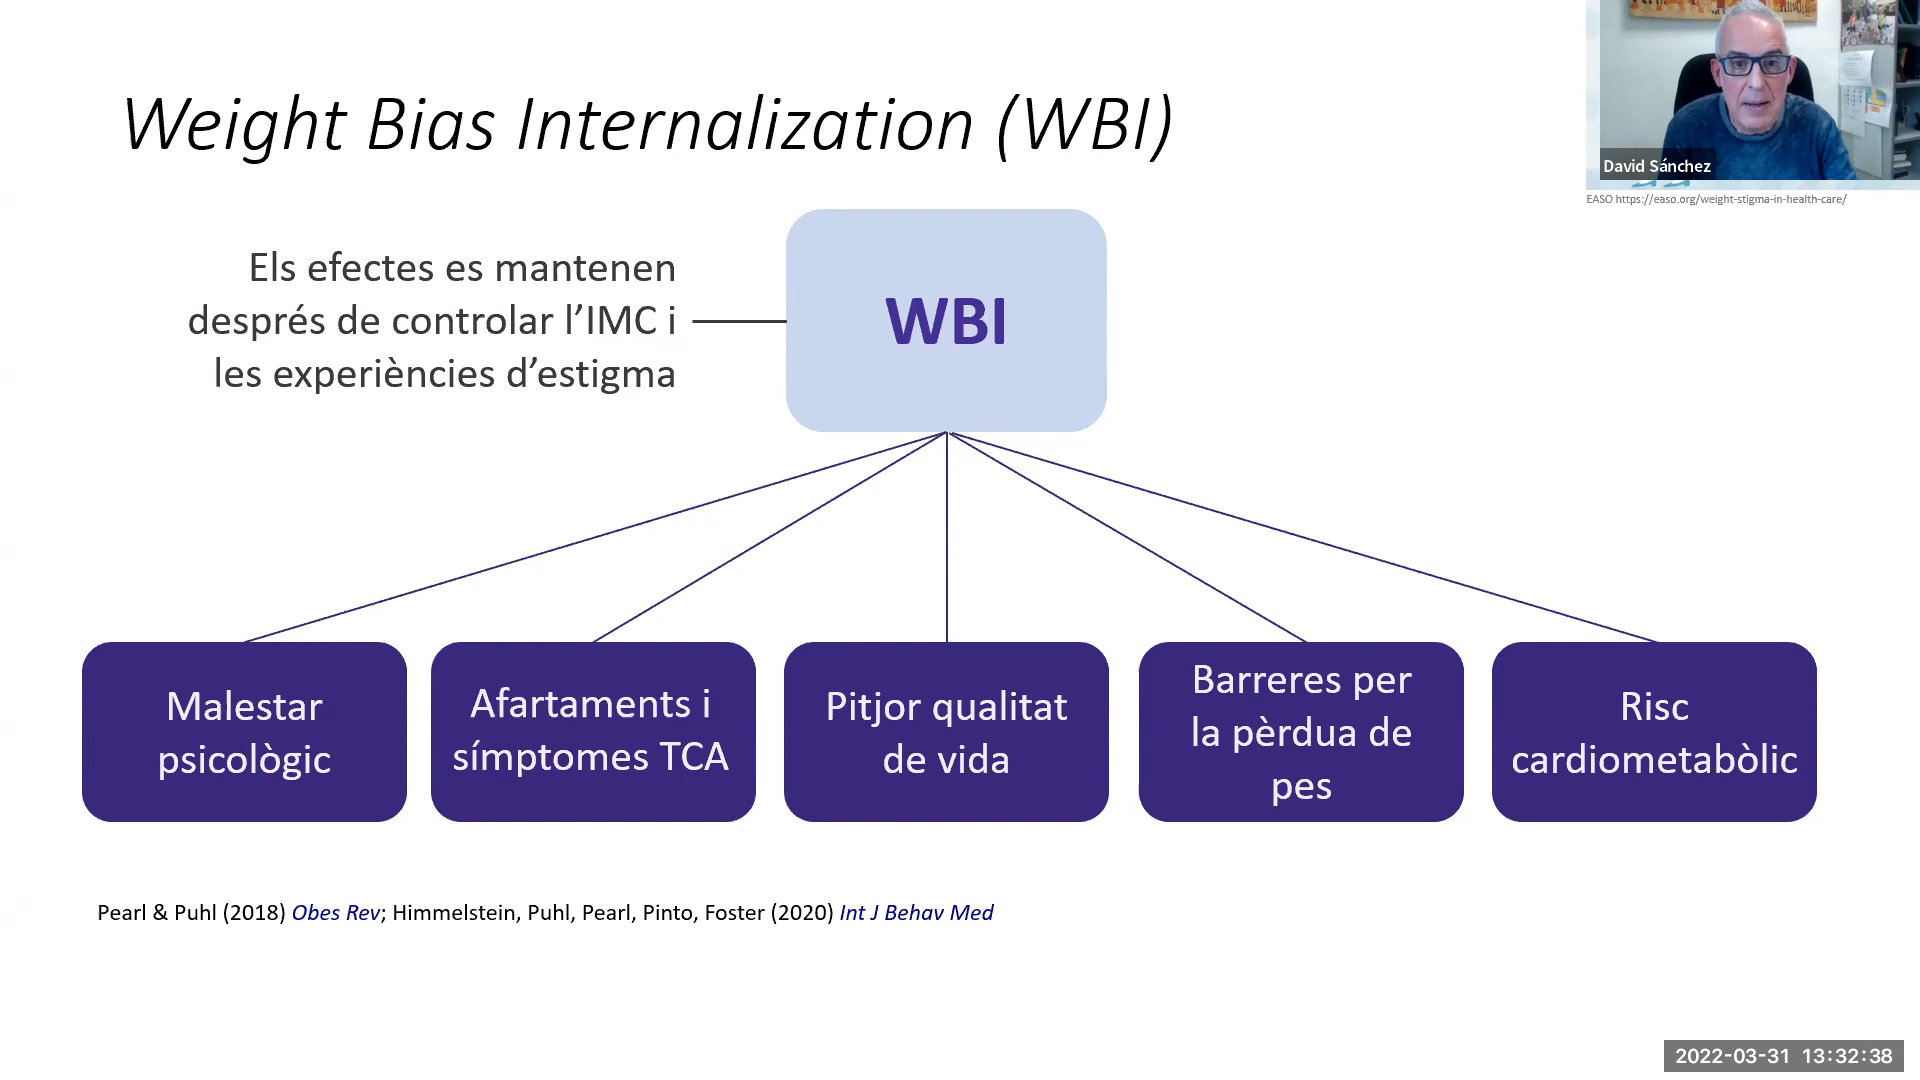 Weight Bias Internalization (WBI)
David Sánchez
EASO https://easo.org/weight-stigma-in-health-care/
Els efectes es mantenen
després de controlar l’IMC i
les experiències d’estigma
WBI
Malestar
psicològic
Afartaments i
símptomes TCA
Pitjor qualitat
de vida
Barreres per
la pèrdua de
pes
Risc
cardiometabòlic
Pearl & Puhl (2018) Obes Rev; Himmelstein, Puhl, Pearl, Pinto, Foster (2020) Int J Behav Med
2022-03-31 13:32:38